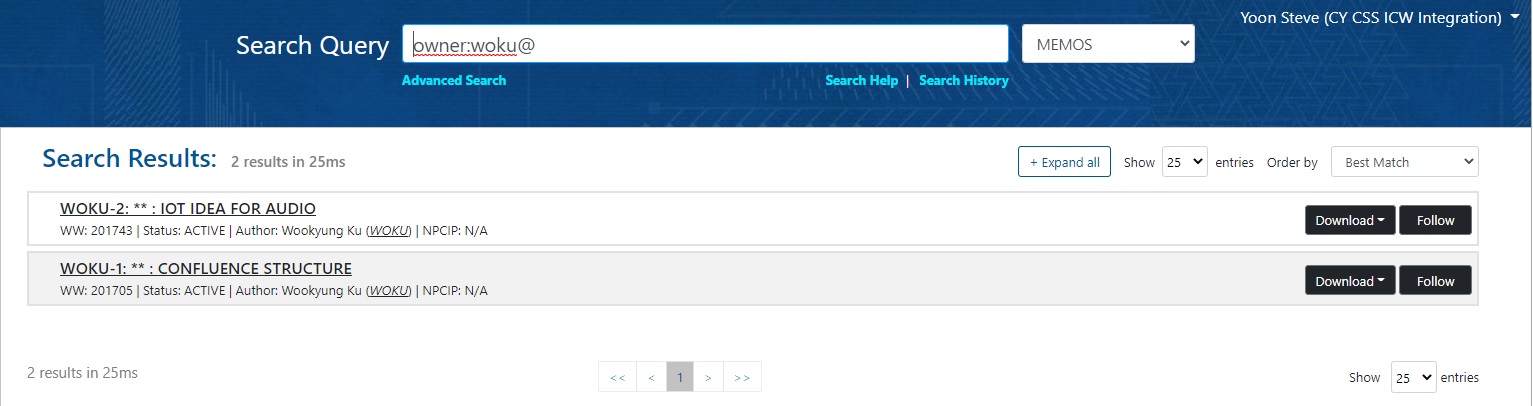 Yoon Steve (CY CSS ICW Integration)
Search Query owner:woku@ MEMOS
Advanced Search Search Help | Search History
Search Results: 2 results in 25ms + Expand all Show 25 entries Order by Best Match
WOKU-2: ** : IOT IDEA FOR AUDIO
WW: 201743 | Status: ACTIVE | Author: Wookyung Ku (WOKU) | NPCIP: N/A Download Follow
WOKU-1: ** : CONFLUENCE STRUCTURE
WW: 201705 | Status: ACTIVE | Author: Wookyung Ku (WOKU) | NPCIP: N/A Download Follow
2 results in 25ms << < 1 > >> Show 25 entries